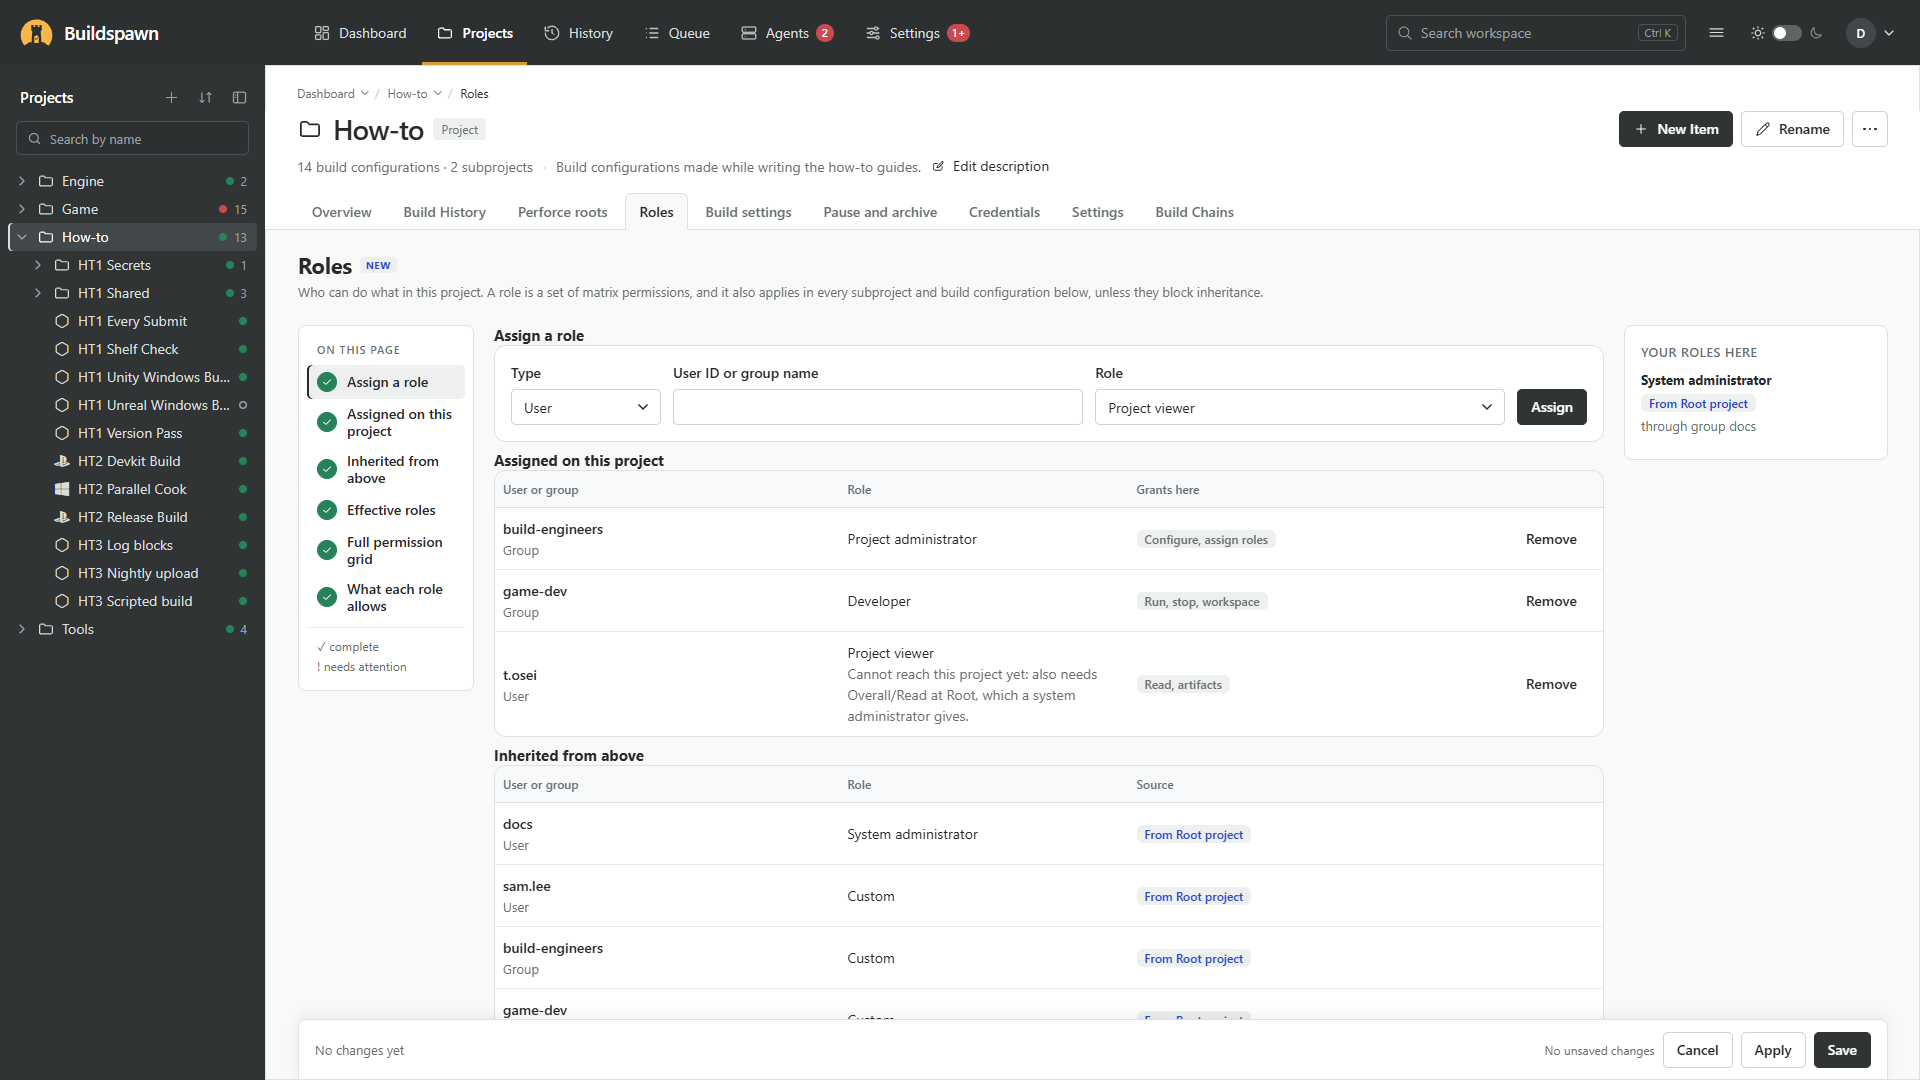 Buildspawn
Dashboard
Projects
History
Queue
Agents 2
Settings 1+
Search workspace Ctrl K
D
Projects
Search by name
Engine 2
Game 15
How-to 13
HT1 Secrets 1
HT1 Shared 3
HT1 Every Submit
HT1 Shelf Check
HT1 Unity Windows Bu...
HT1 Unreal Windows B...
HT1 Version Pass
HT2 Devkit Build
HT2 Parallel Cook
HT2 Release Build
HT3 Log blocks
HT3 Nightly upload
HT3 Scripted build
Tools 4
Dashboard / How-to / Roles
How-to Project
New Item
Rename
14 build configurations · 2 subprojects · Build configurations made while writing the how-to guides. Edit description
Overview
Build History
Perforce roots
Roles
Build settings
Pause and archive
Credentials
Settings
Build Chains
Roles NEW
Who can do what in this project. A role is a set of matrix permissions, and it also applies in every subproject and build configuration below, unless they block inheritance.
ON THIS PAGE
Assign a role
Assigned on this
project
Inherited from
above
Effective roles
Full permission
grid
What each role
allows
✓ complete
! needs attention
Assign a role
Type
User ID or group name
Role
User
Project viewer
Assign
Assigned on this project
User or group
Role
Grants here
build-engineers
Group
Project administrator
Configure, assign roles
Remove
game-dev
Group
Developer
Run, stop, workspace
Remove
t.osei
User
Project viewer
Cannot reach this project yet: also needs
Overall/Read at Root, which a system
administrator gives.
Read, artifacts
Remove
Inherited from above
User or group
Role
Source
docs
User
System administrator
From Root project
sam.lee
User
Custom
From Root project
build-engineers
Group
Custom
From Root project
game-dev
Custom
From Root project
YOUR ROLES HERE
System administrator
From Root project
through group docs
No changes yet
No unsaved changes
Cancel
Apply
Save